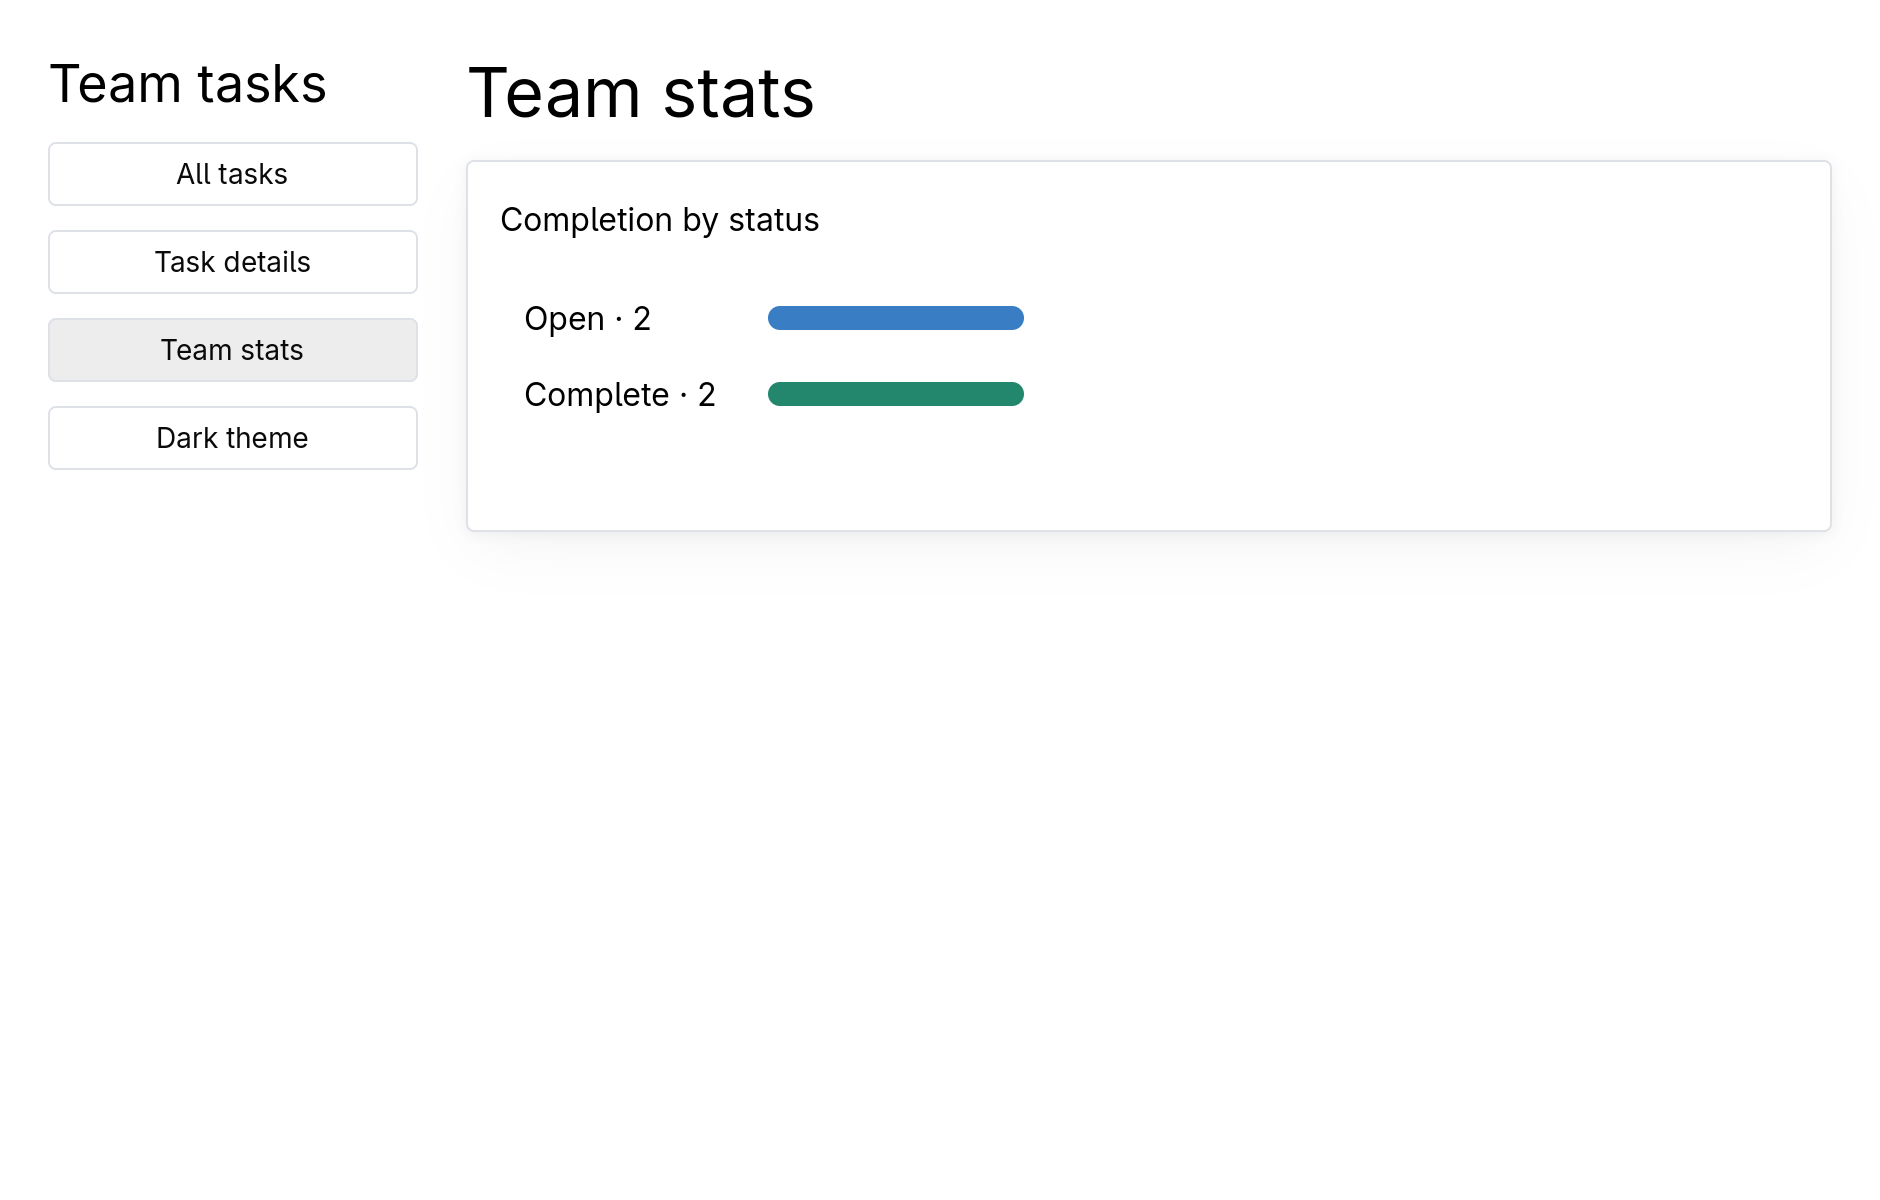 Team tasks
All tasks
Task details
Team stats
Dark theme
Team stats
Completion by status
Open · 2
Complete · 2